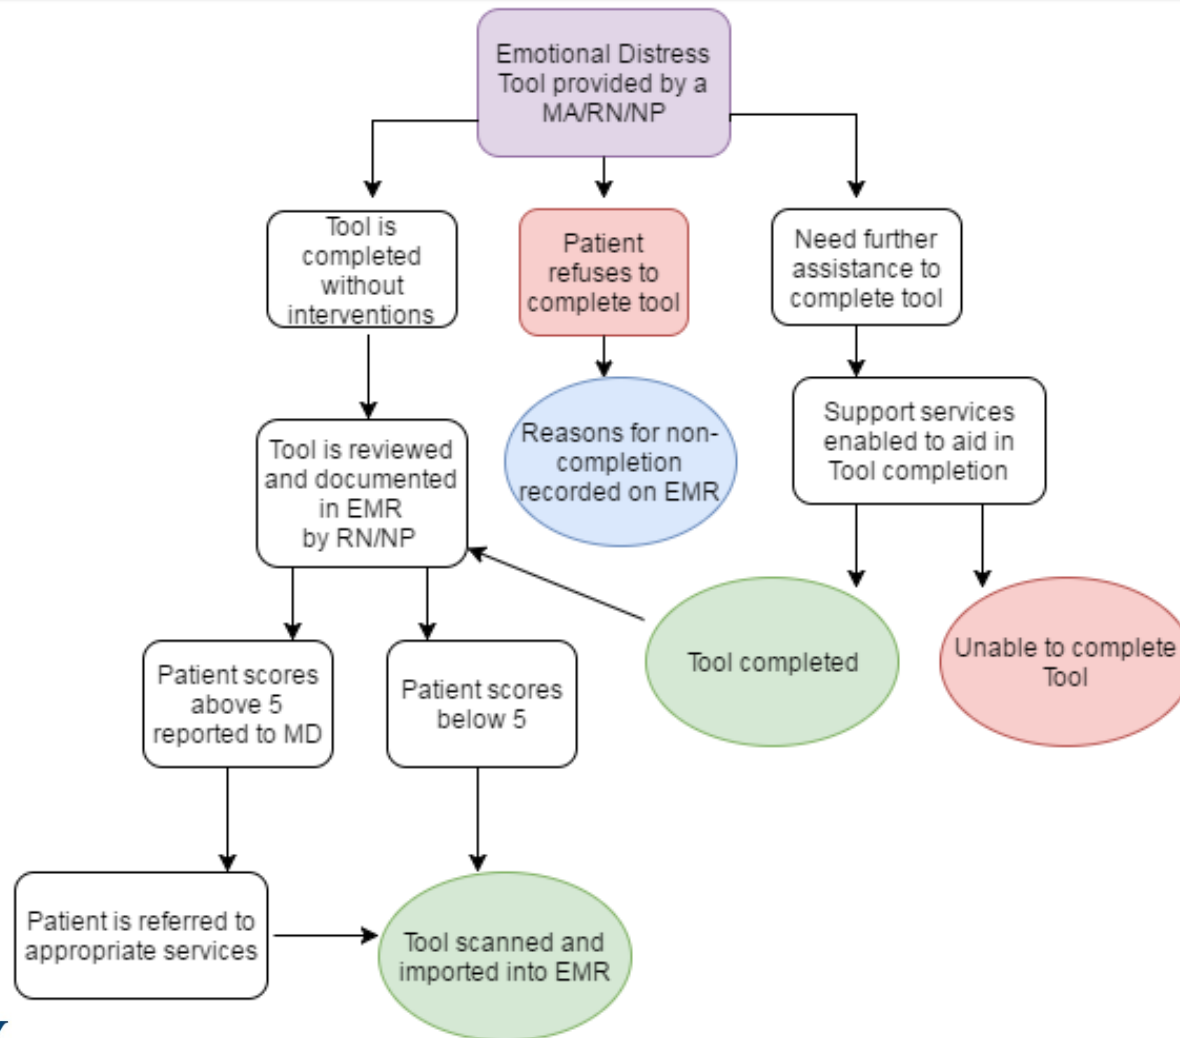 Emotional Distress
Tool provided by a
MA/RN/NP
Tool is
completed
without
interventions
Patient
refuses to
complete tool
Need further
assistance to
complete tool
Tool is reviewed
and documented
in EMR
by RN/NP
Reasons for non-
completion
recorded on EMR
Support services
enabled to aid in
Tool completion
Patient scores
above 5
reported to MD
Patient scores
below 5
Tool completed
Unable to complete
Tool
Patient is referred to
appropriate services
Tool scanned and
imported into EMR